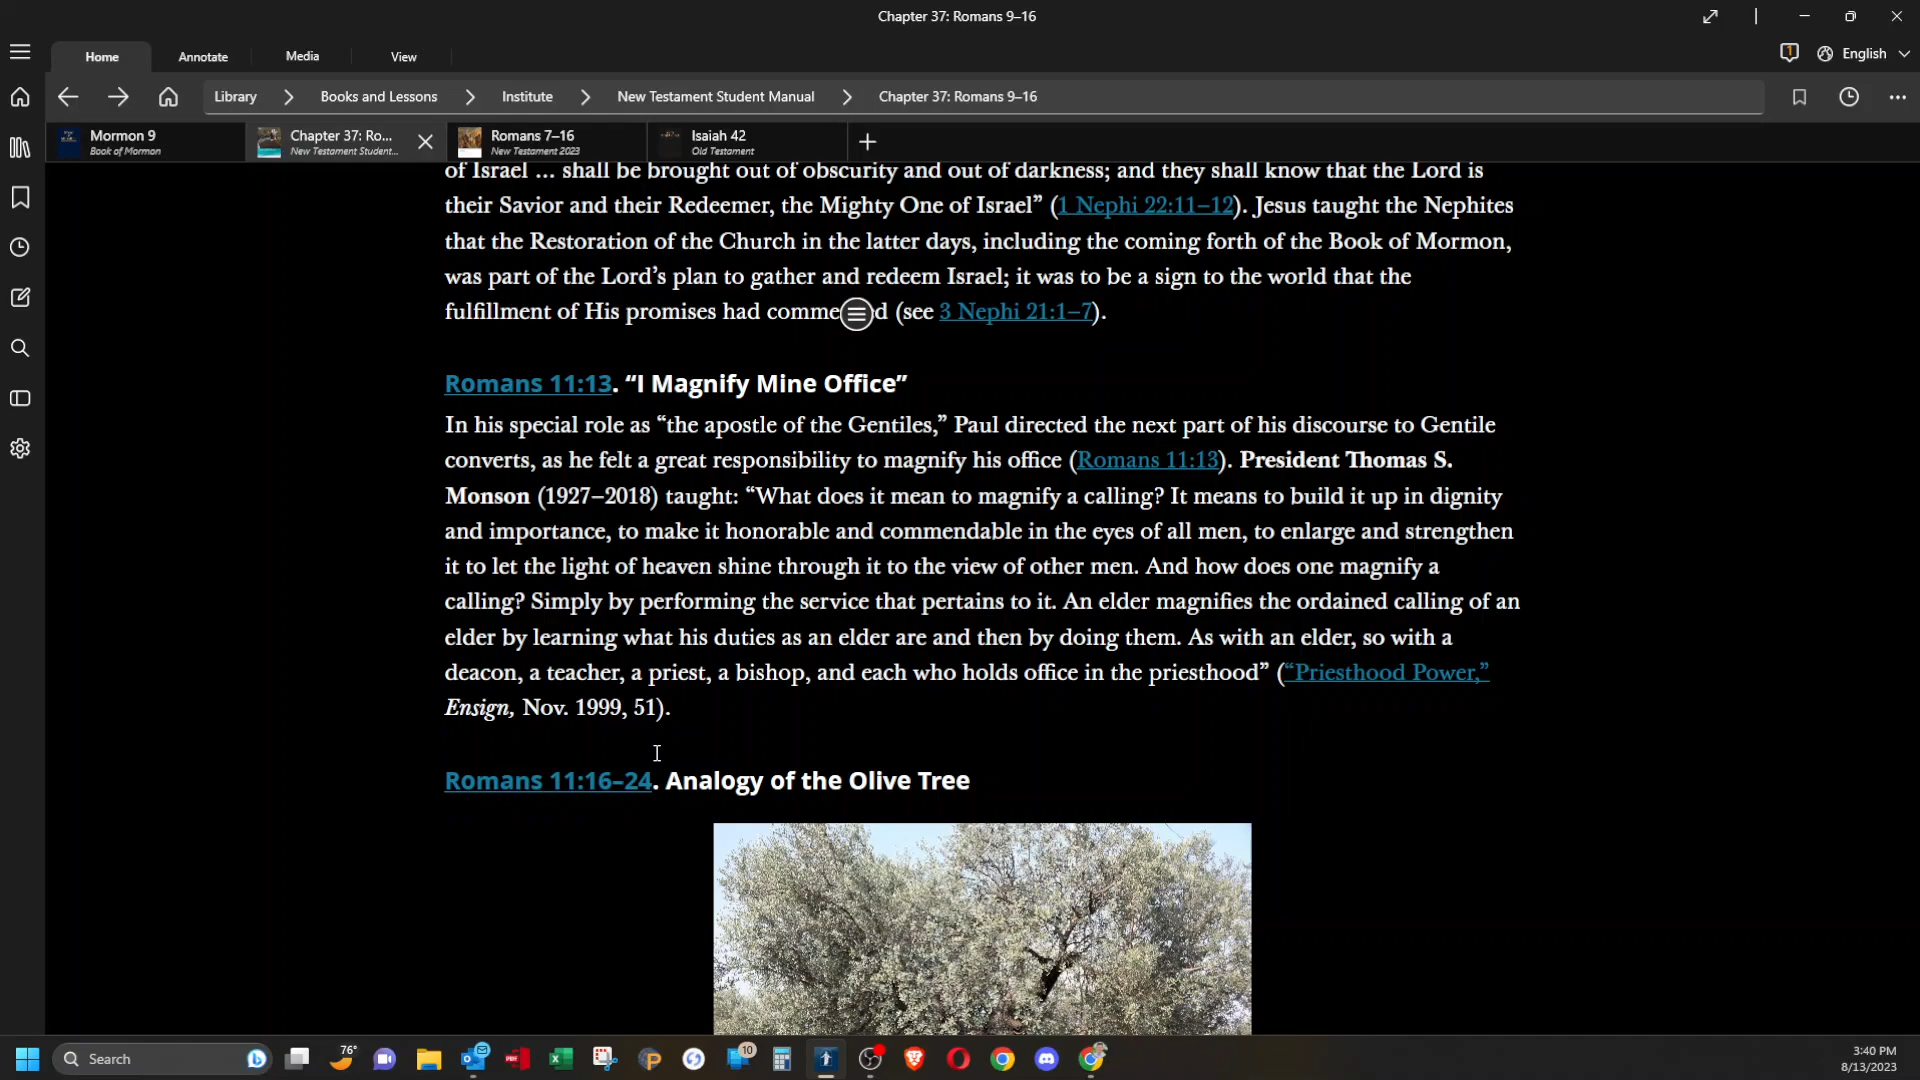 Chapter 37: Romans 9–16
Home
Annotate
Media
View
1
English
Library
Books and Lessons
Institute
New Testament Student Manual
Chapter 37: Romans 9–16
Mormon 9
Book of Mormon
Chapter 37: Ro...
New Testament Student...
Romans 7–16
New Testament 2023
Isaiah 42
Old Testament
of Israel … shall be brought out of obscurity and out of darkness; and they shall know that the Lord is
their Savior and their Redeemer, the Mighty One of Israel” (1 Nephi 22:11–12). Jesus taught the Nephites
that the Restoration of the Church in the latter days, including the coming forth of the Book of Mormon,
was part of the Lord’s plan to gather and redeem Israel; it was to be a sign to the world that the
fulfillment of His promises had comme d (see 3 Nephi 21:1–7).
Romans 11:13. “I Magnify Mine Office”
In his special role as “the apostle of the Gentiles,” Paul directed the next part of his discourse to Gentile
converts, as he felt a great responsibility to magnify his office (Romans 11:13). President Thomas S.
Monson (1927–2018) taught: “What does it mean to magnify a calling? It means to build it up in dignity
and importance, to make it honorable and commendable in the eyes of all men, to enlarge and strengthen
it to let the light of heaven shine through it to the view of other men. And how does one magnify a
calling? Simply by performing the service that pertains to it. An elder magnifies the ordained calling of an
elder by learning what his duties as an elder are and then by doing them. As with an elder, so with a
deacon, a teacher, a priest, a bishop, and each who holds office in the priesthood” (“Priesthood Power,”
Ensign, Nov. 1999, 51).
Romans 11:16–24. Analogy of the Olive Tree
Search
76°
PDF
10
3:40 PM
8/13/2023